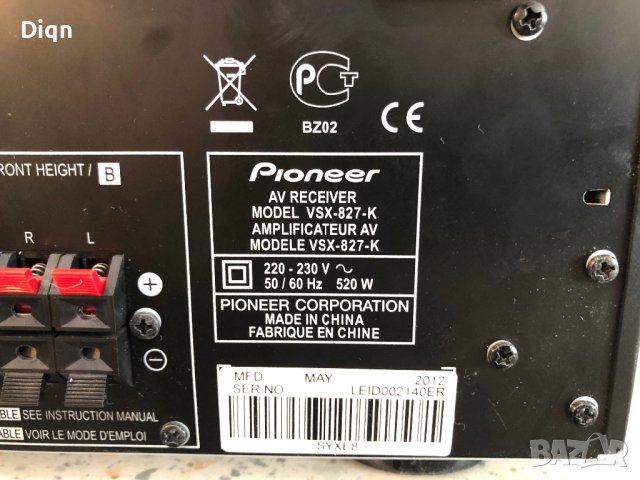 Diqn
BZ02
CE
RONT HEIGHT / B
R L
Pioneer
AV RECEIVER
MODEL VSX-827-K
AMPLIFICATEUR AV
MODELE VSX-827-K
220 - 230 V ~
50 / 60 Hz 520 W
PIONEER CORPORATION
MADE IN CHINA
FABRIQUE EN CHINE
MFD MAY 2012
SER NO LEID002140ER
SYXE8
BLE SEE INSTRUCTION MANUAL
ABLE) VOIR LE MODE D'EMPLOI
BAZAR